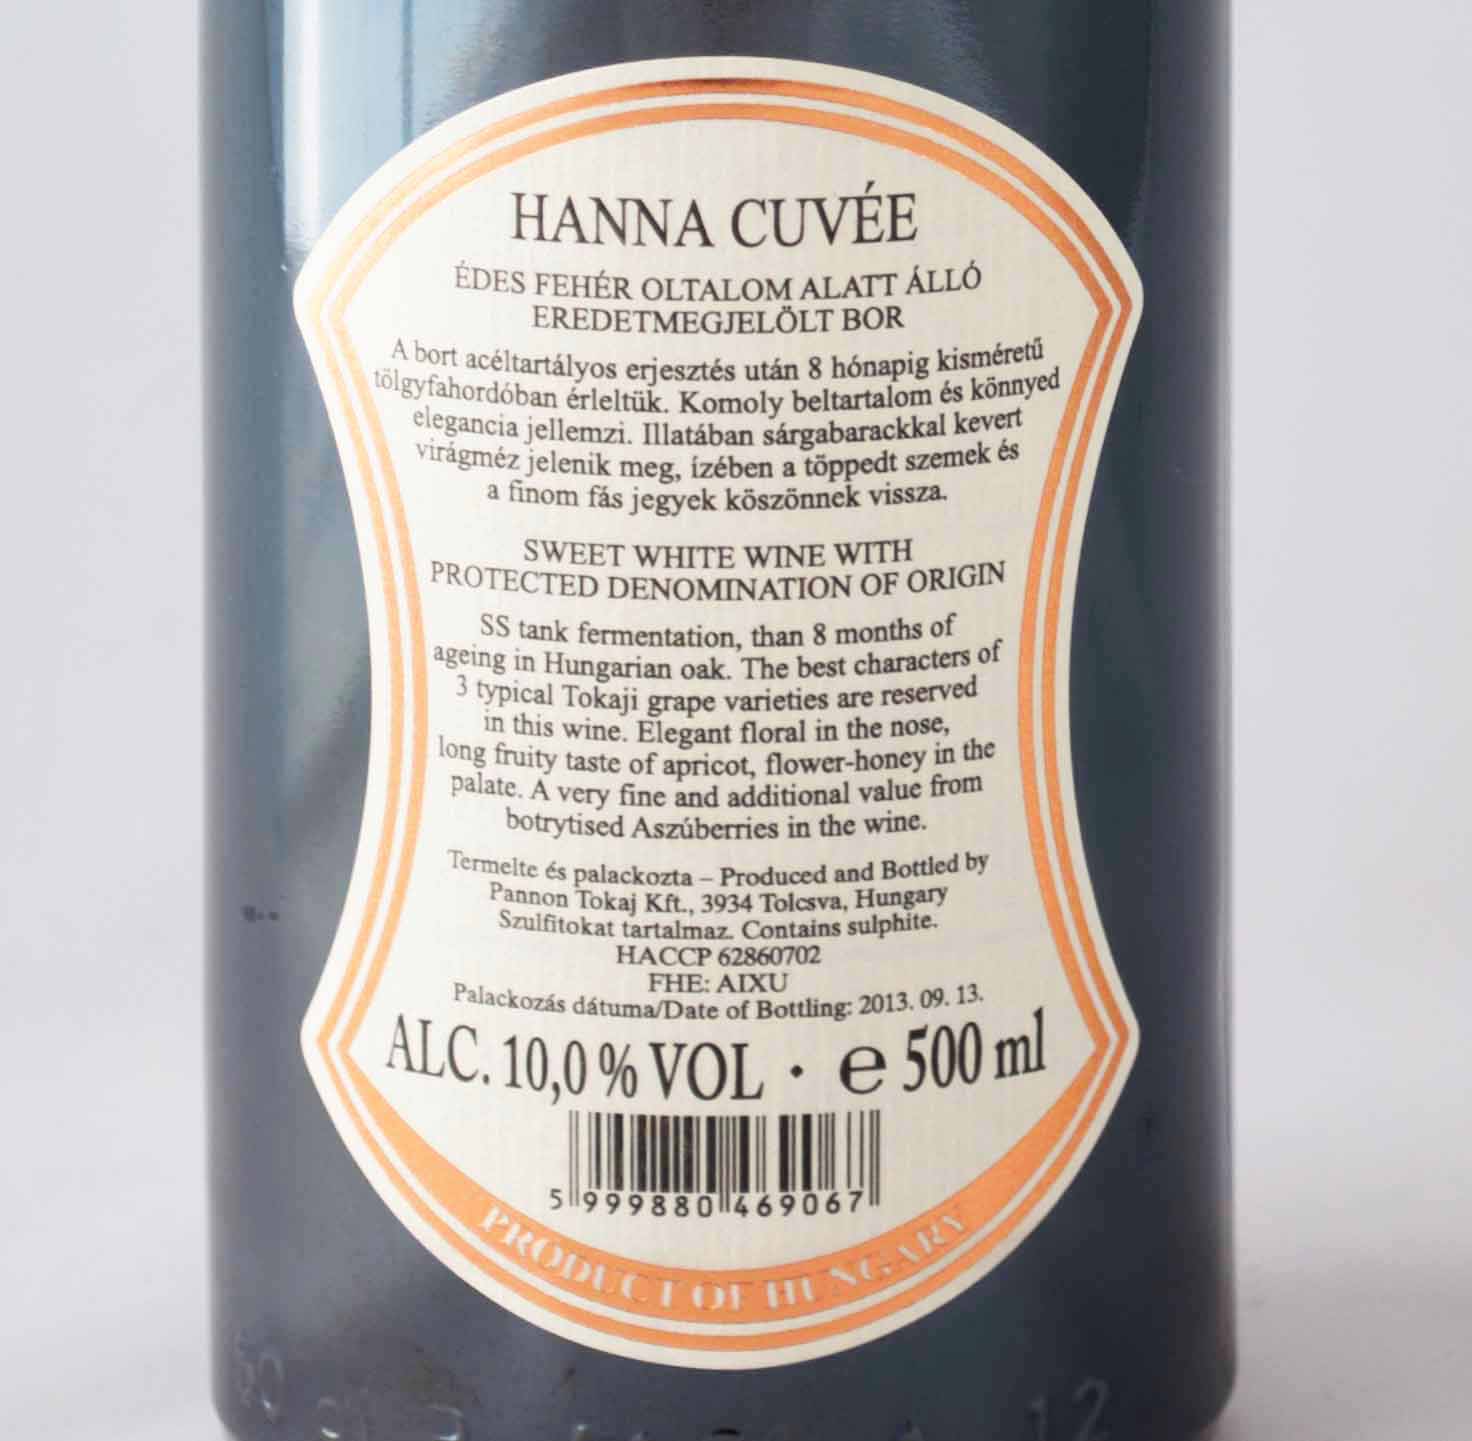 HANNA CUVÉE
ÉDES FEHÉR OLTALOM ALATT ÁLLÓ
EREDETMEGJELÖLT BOR
A bort acéltartályos erjesztés után 8 hónapig kisméretű
tölgyfahordóban érleltük. Komoly beltartalom és könnyed
elegancia jellemzi. Illatában sárgabarackkal kevert
virágméz jelenik meg, ízében a töppedt szemek és
a finom fás jegyek köszönnek vissza.
SWEET WHITE WINE WITH
PROTECTED DENOMINATION OF ORIGIN
SS tank fermentation, than 8 months of
ageing in Hungarian oak. The best characters of
3 typical Tokaji grape varieties are reserved
in this wine. Elegant floral in the nose,
long fruity taste of apricot, flower-honey in the
palate. A very fine and additional value from
botrytised Aszúberries in the wine.
Termelte és palackozta – Produced and Bottled by
Pannon Tokaj Kft., 3934 Tolcsva, Hungary
Szulfitokat tartalmaz. Contains sulphite.
HACCP 62860702
FHE: AIXU
Palackozás dátuma/Date of Bottling: 2013. 09. 13.
ALC. 10,0 % VOL · e 500 ml
5 999880 469067
PRODUCT OF HUNGARY
12